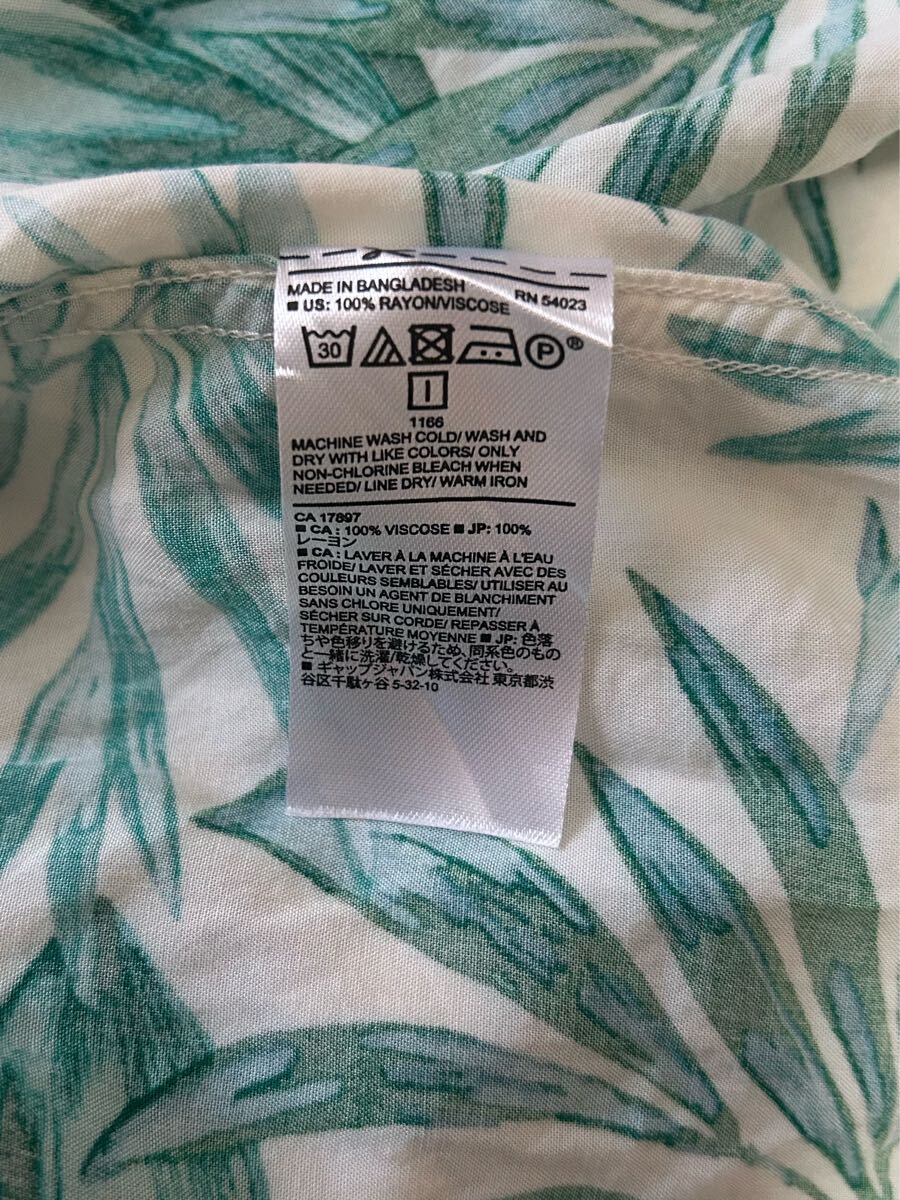 MADE IN BANGLADESH
■ US: 100% RAYON/VISCOSE RN 54023
30 P®
I
1166
MACHINE WASH COLD/ WASH AND
DRY WITH LIKE COLORS/ ONLY
NON-CHLORINE BLEACH WHEN
NEEDED/ LINE DRY/ WARM IRON
CA 17897
■ CA: 100% VISCOSE ■ JP: 100%
レーヨン
■ CA: LAVER À LA MACHINE À L'EAU
FROIDE/ LAVER ET SÉCHER AVEC DES
COULEURS SEMBLABLES/ UTILISER AU
BESOIN UN AGENT DE BLANCHIMENT
SANS CHLORE UNIQUEMENT/
SÉCHER SUR CORDE/ REPASSER À
TEMPÉRATURE MOYENNE ■ JP: 色落
ちや色移りを避けるため、同系色のもの
と一緒に洗濯/乾燥してください。
■ ギャップジャパン株式会社 東京都渋
谷区千駄ヶ谷 5-32-10